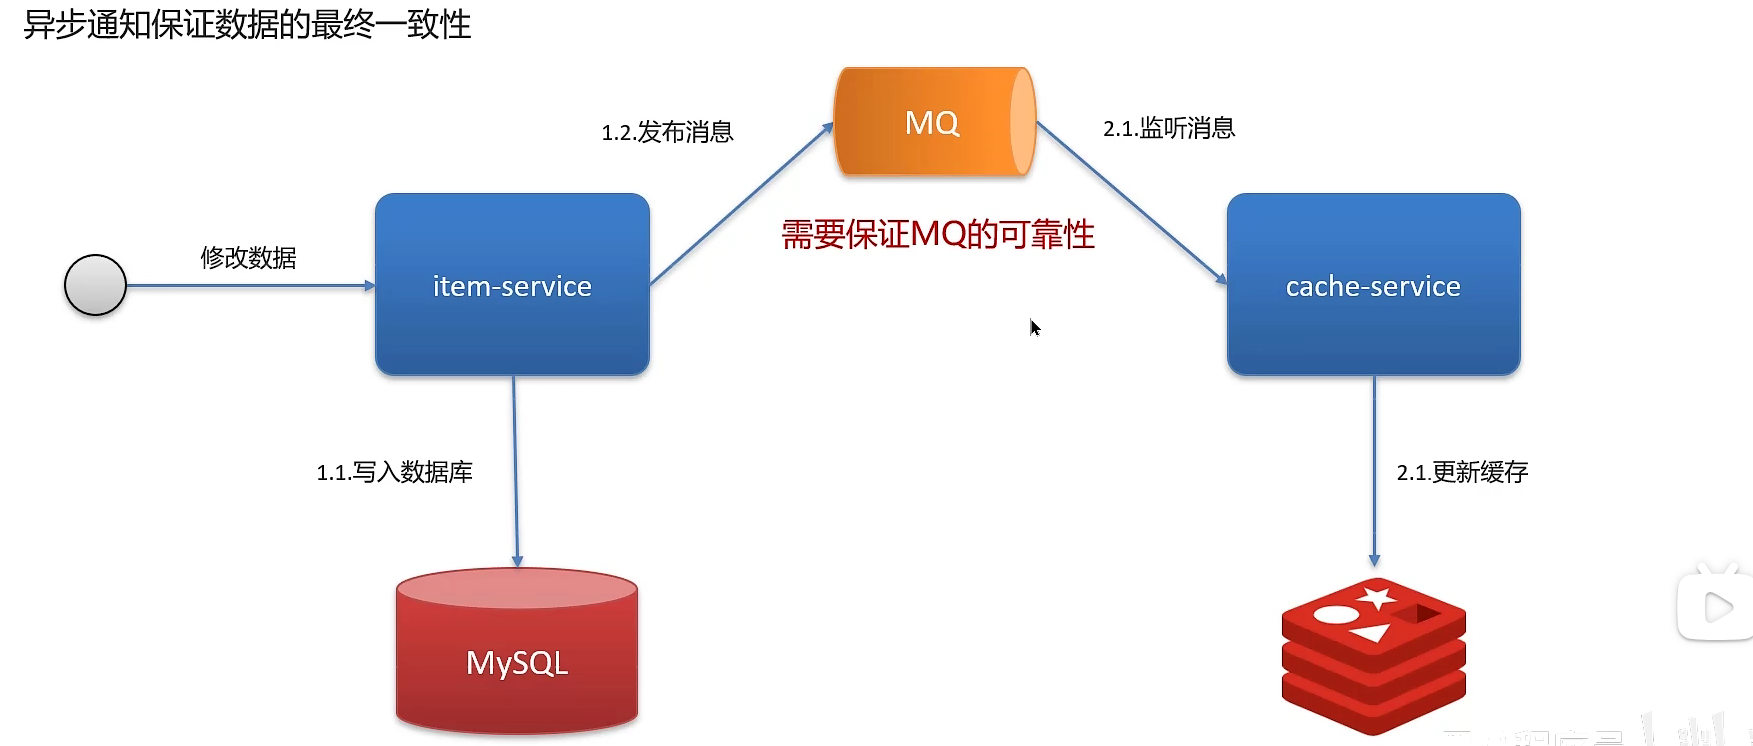 异步通知保证数据的最终一致性
MQ
1.2.发布消息
2.1.监听消息
需要保证MQ的可靠性
修改数据
item-service
cache-service
1.1.写入数据库
2.1.更新缓存
MySQL